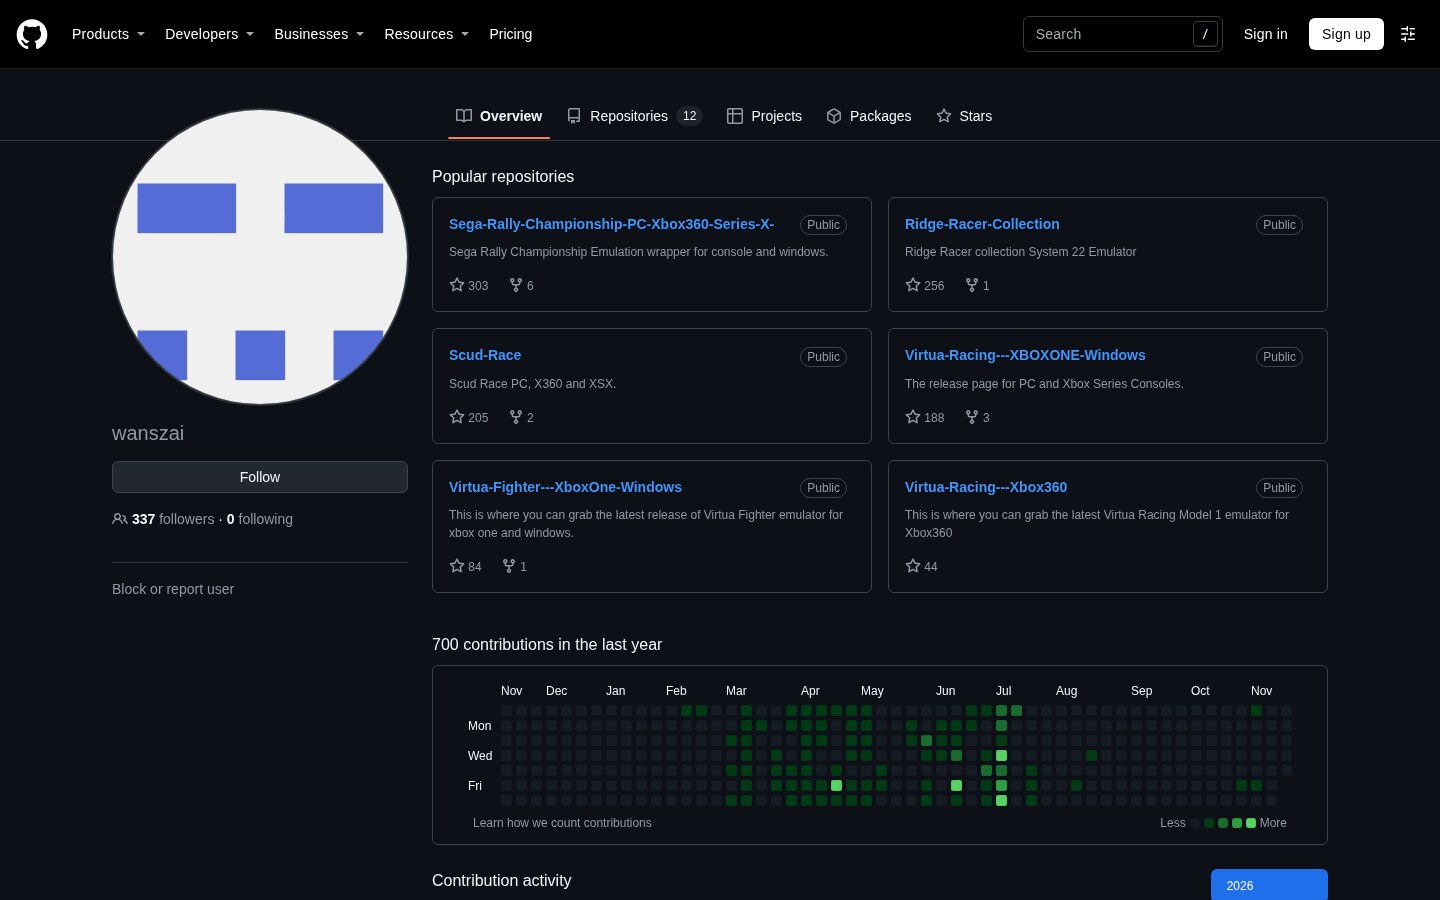 Products
Developers
Businesses
Resources
Pricing
Search
/
Sign in
Sign up
Overview
Repositories 12
Projects
Packages
Stars
wanszai
Follow
337 followers · 0 following
Block or report user
Popular repositories
Sega-Rally-Championship-PC-Xbox360-Series-X- Public
Sega Rally Championship Emulation wrapper for console and windows.
303 6
Ridge-Racer-Collection Public
Ridge Racer collection System 22 Emulator
256 1
Scud-Race Public
Scud Race PC, X360 and XSX.
205 2
Virtua-Racing---XBOXONE-Windows Public
The release page for PC and Xbox Series Consoles.
188 3
Virtua-Fighter---XboxOne-Windows Public
This is where you can grab the latest release of Virtua Fighter emulator for
xbox one and windows.
84 1
Virtua-Racing---Xbox360 Public
This is where you can grab the latest Virtua Racing Model 1 emulator for
Xbox360
44
700 contributions in the last year
Nov Dec Jan Feb Mar Apr May Jun Jul Aug Sep Oct Nov
Mon
Wed
Fri
Learn how we count contributions
Less More
Contribution activity
2026